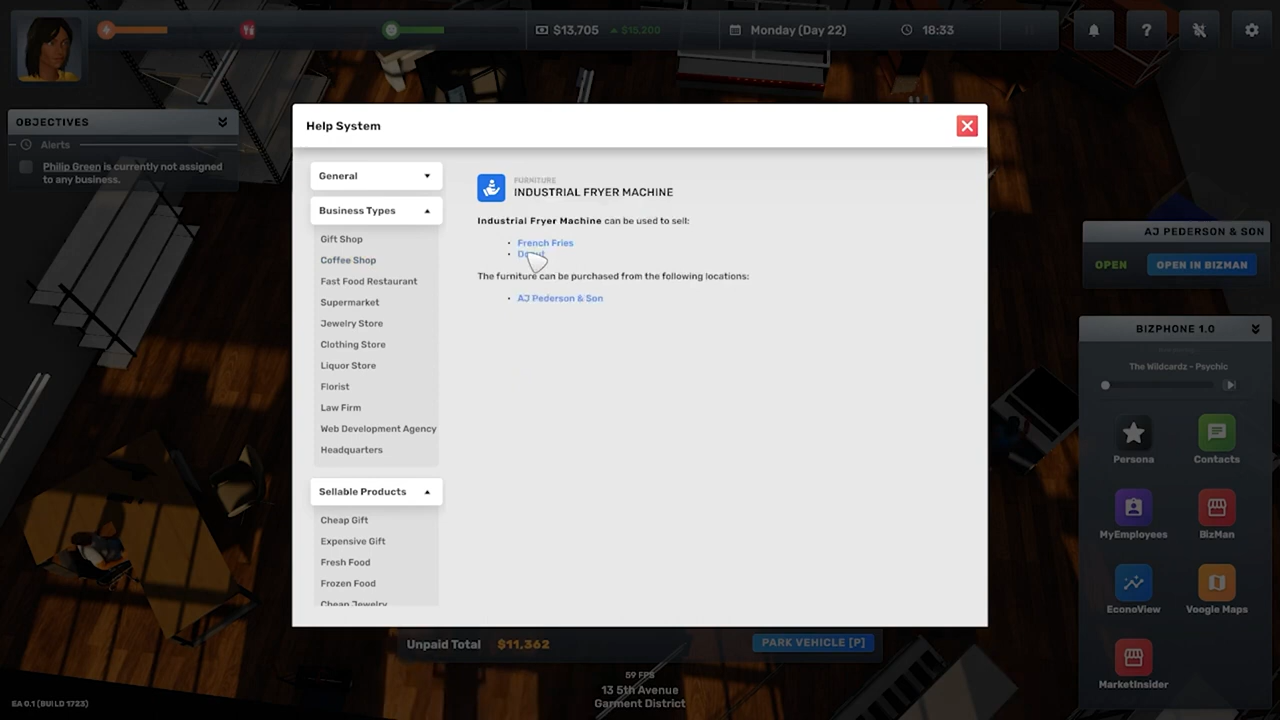 $13,705
$15,200
Monday (Day 22)
18:33
?
OBJECTIVES
Alerts
Philip Green is currently not assigned
to any business.
Help System
General
Business Types
Gift Shop
Coffee Shop
Fast Food Restaurant
Supermarket
Jewelry Store
Clothing Store
Liquor Store
Florist
Law Firm
Web Development Agency
Headquarters
Sellable Products
Cheap Gift
Expensive Gift
Fresh Food
Frozen Food
Cheap Jewelry
FURNITURE
INDUSTRIAL FRYER MACHINE
Industrial Fryer Machine can be used to sell:
French Fries
The furniture can be purchased from the following locations:
AJ Pederson & Son
AJ PEDERSON & SON
OPEN
OPEN IN BIZMAN
BIZPHONE 1.0
The Wildcardz - Psychic
Persona
Contacts
MyEmployees
BizMan
EconoView
Voogle Maps
MarketInsider
Unpaid Total $11,362
PARK VEHICLE [P]
59 FPS
13 5th Avenue
Garment District
EA 0.1 (BUILD 1723)